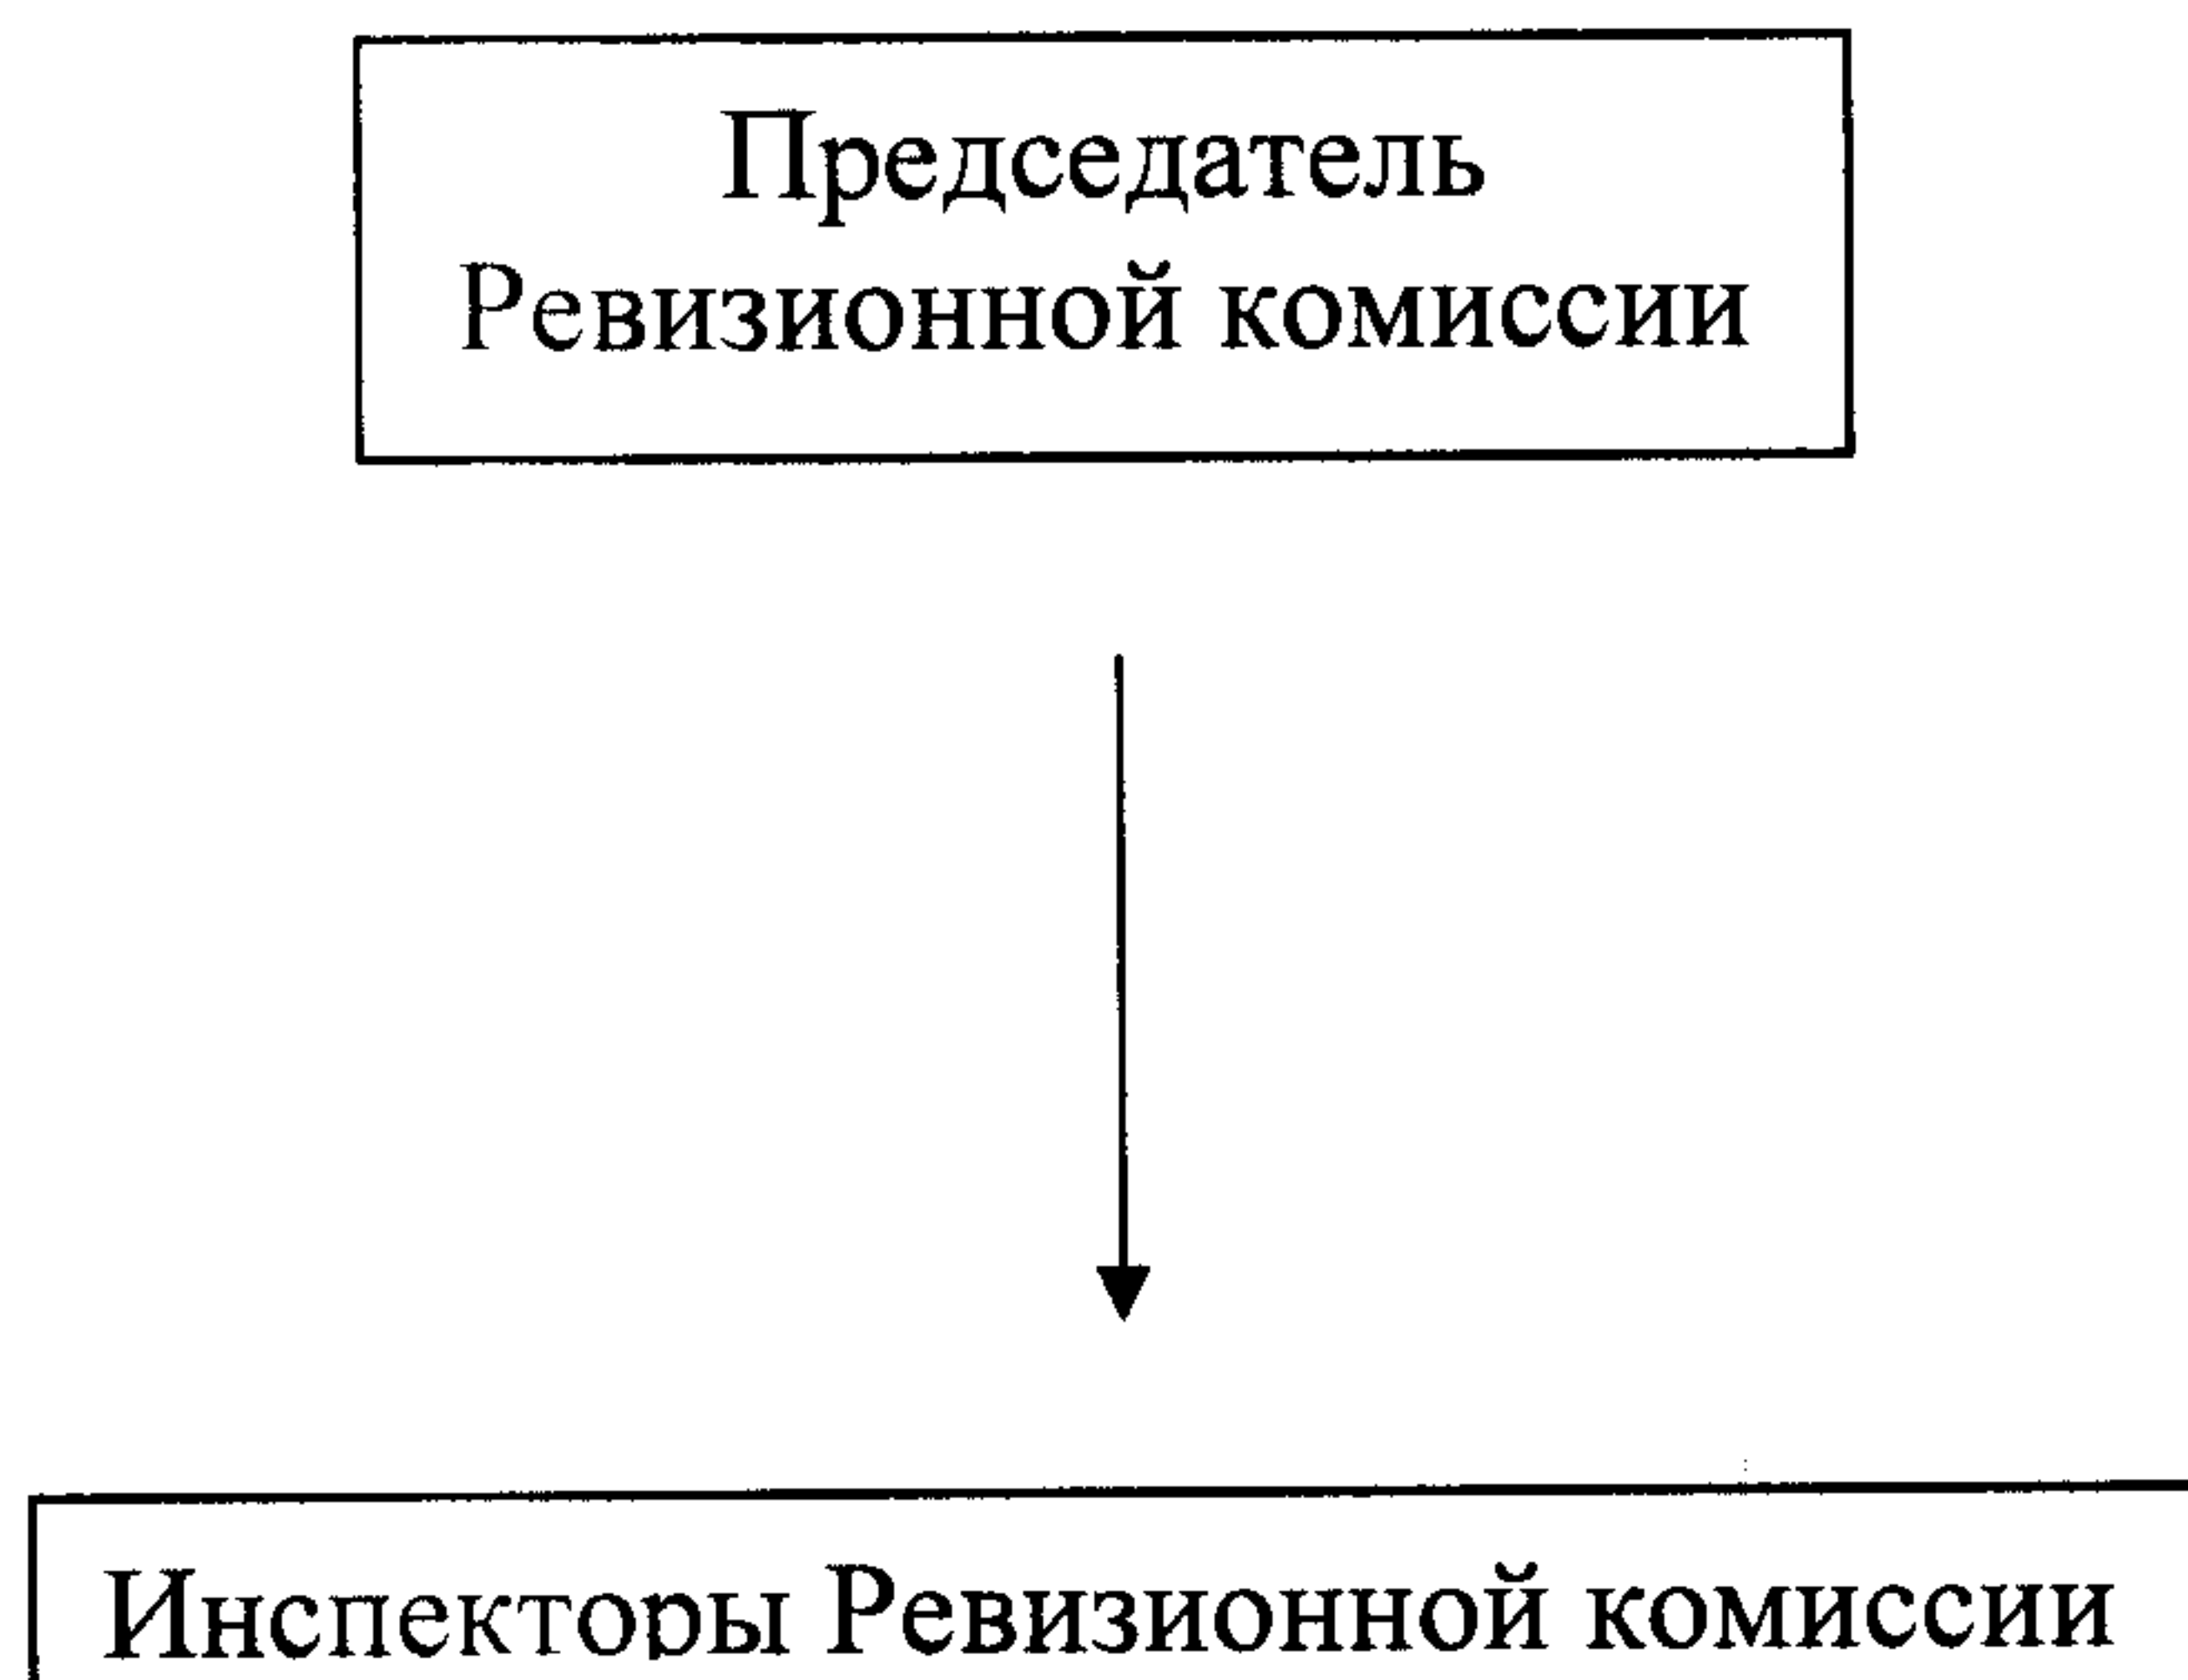 Председатель
Ревизионной комиссии
Инспекторы Ревизионной комиссии